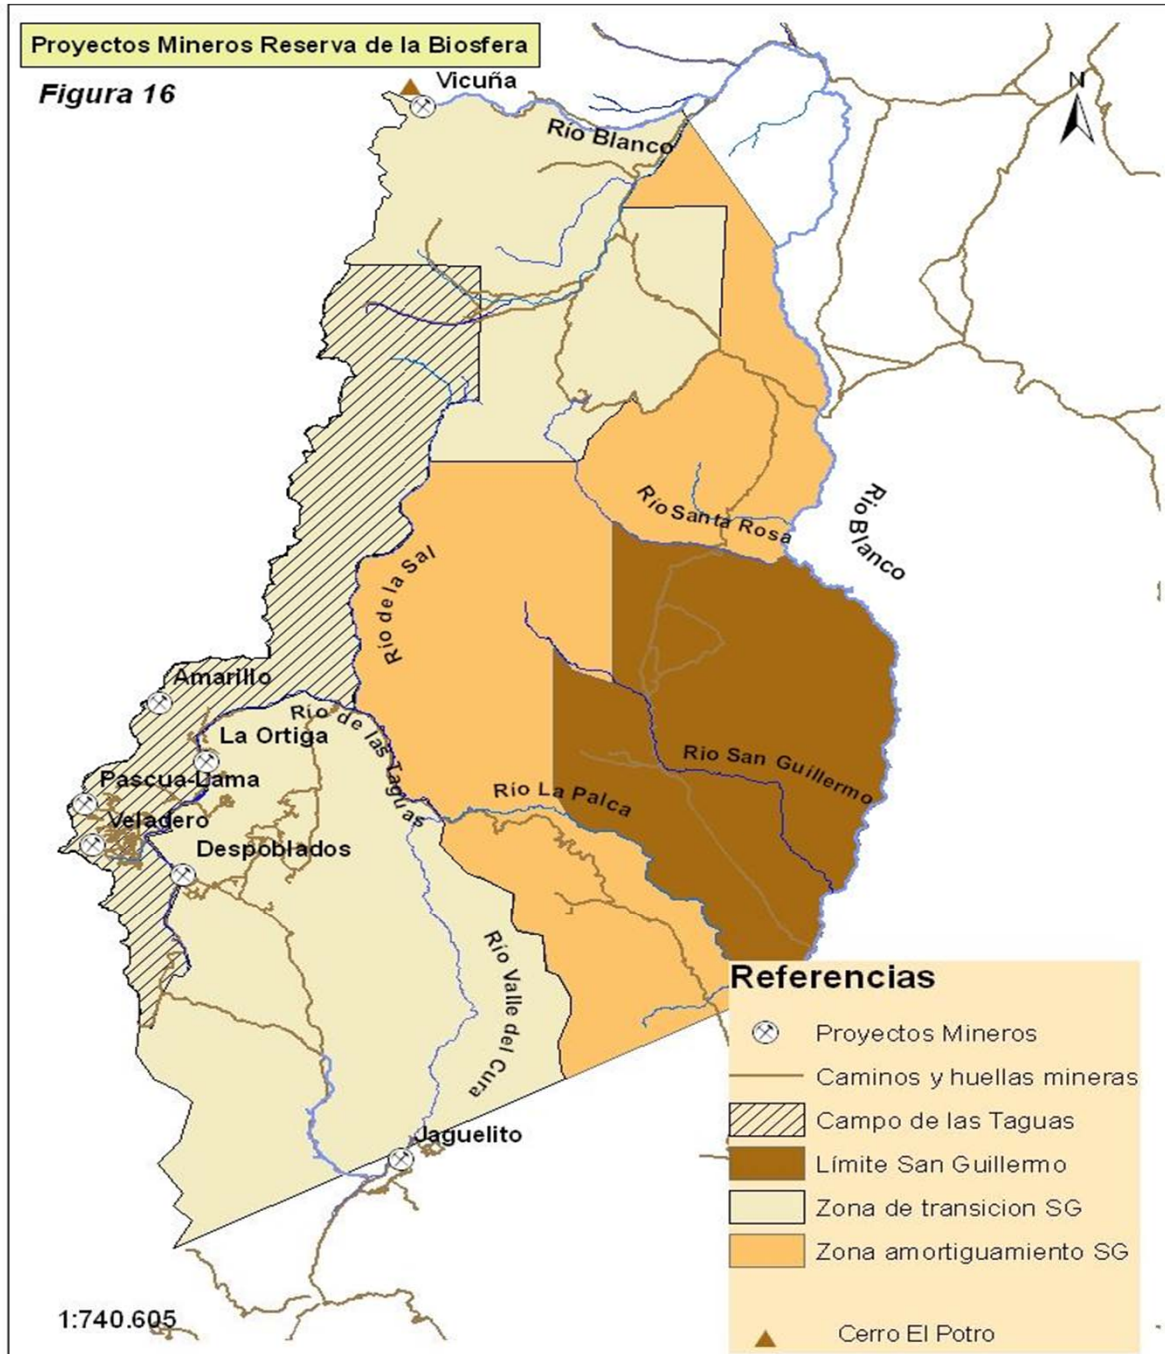 Proyectos Mineros Reserva de la Biosfera
Figura 16
Vicuña
N
Río Blanco
Río Santa Rosa
Río Blanco
Río de la Sal
Amarillo
Río de las Taguas
La Ortiga
Río San Guillermo
Pascua-Lama
Río La Palca
Veladero
Despoblados
Río Valle del Cura
Jaguelito
Referencias
Proyectos Mineros
Caminos y huellas mineras
Campo de las Taguas
Límite San Guillermo
Zona de transicion SG
Zona amortiguamiento SG
Cerro El Potro
1:740.605